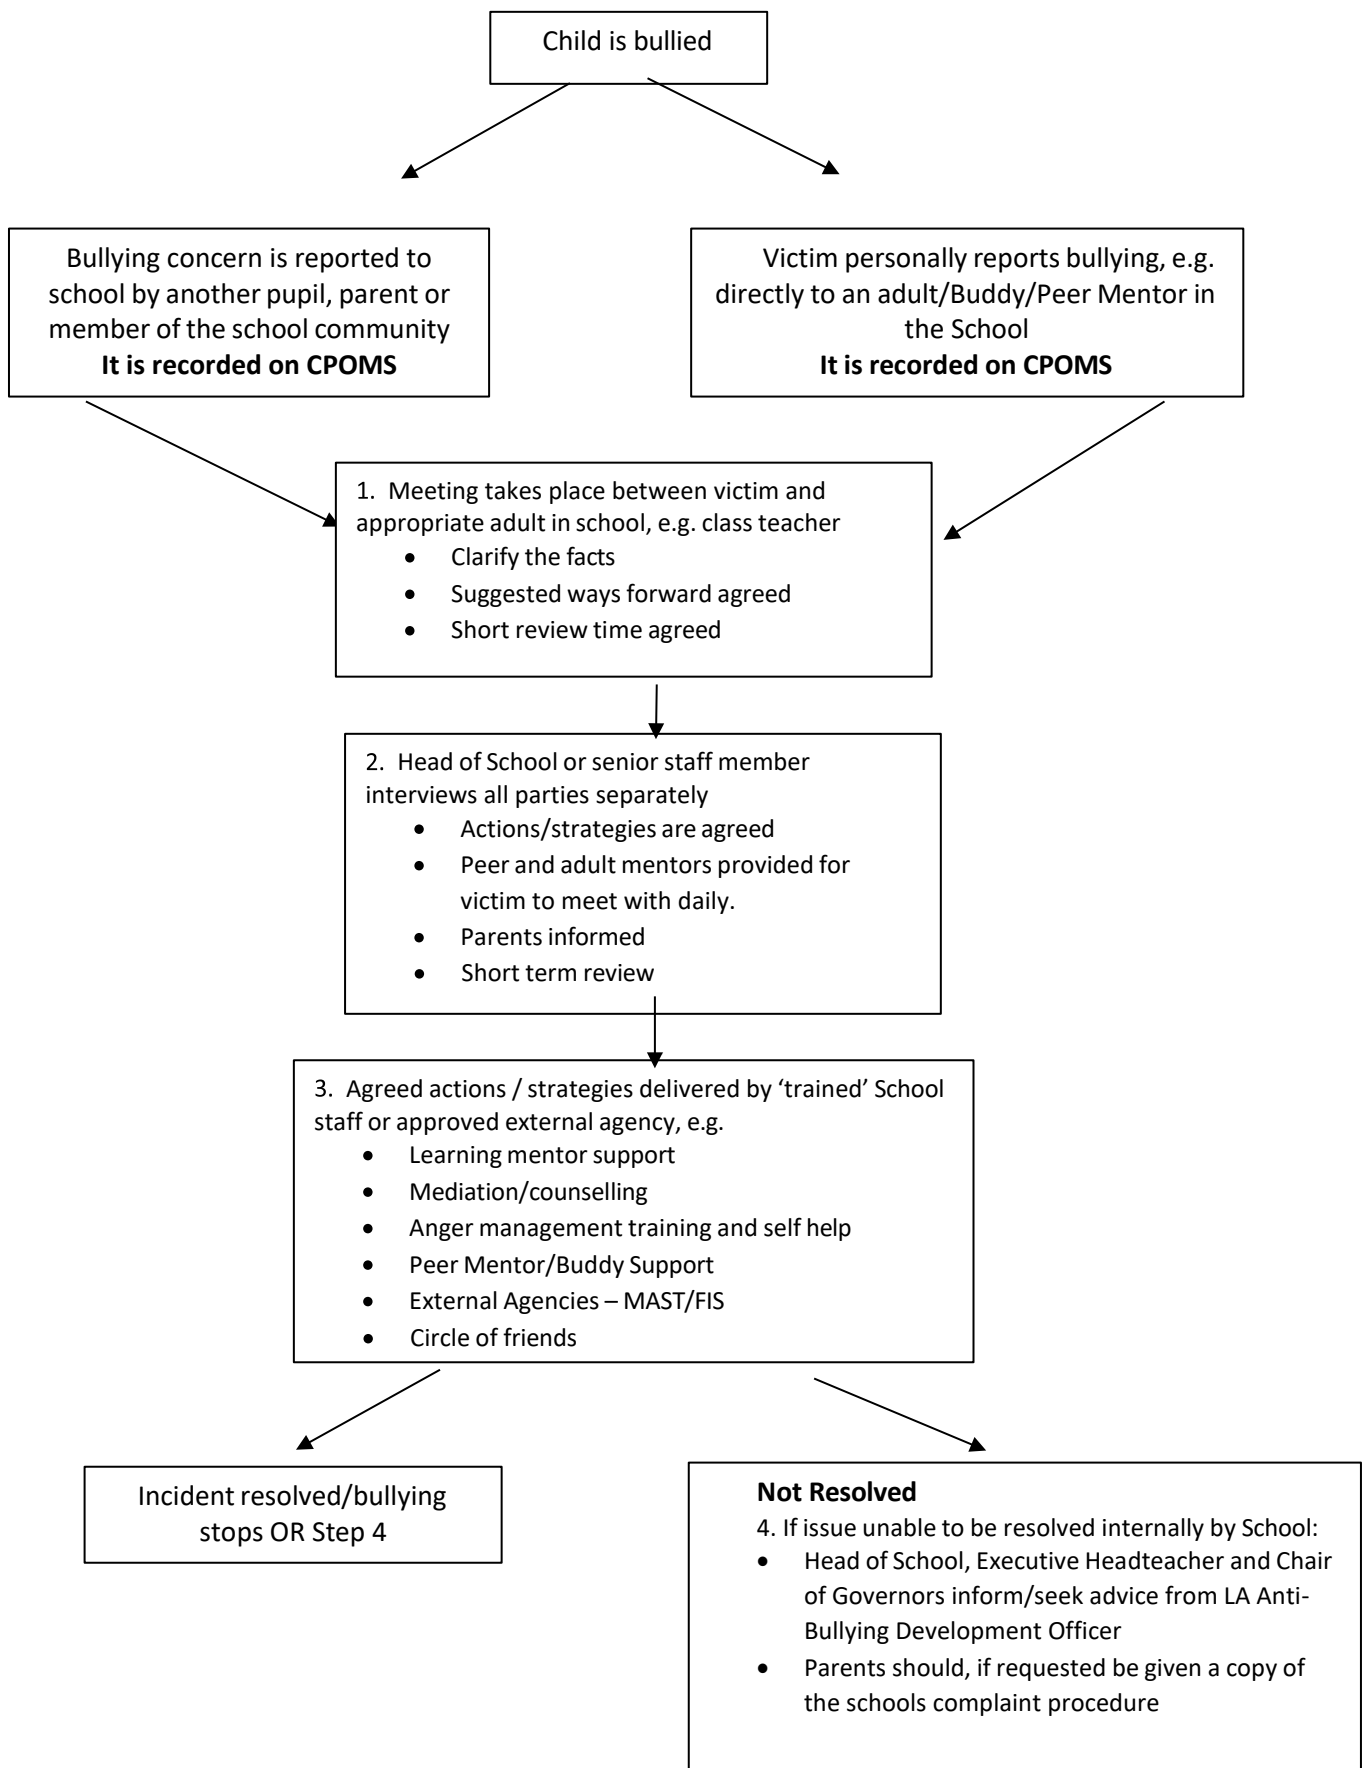 Child is bullied
Bullying concern is reported to
school by another pupil, parent or
member of the school community
It is recorded on CPOMS
Victim personally reports bullying, e.g.
directly to an adult/Buddy/Peer Mentor in
the School
It is recorded on CPOMS
1. Meeting takes place between victim and
appropriate adult in school, e.g. class teacher
• Clarify the facts
• Suggested ways forward agreed
• Short review time agreed
2. Head of School or senior staff member
interviews all parties separately
• Actions/strategies are agreed
• Peer and adult mentors provided for
victim to meet with daily.
• Parents informed
• Short term review
3. Agreed actions / strategies delivered by ‘trained’ School
staff or approved external agency, e.g.
• Learning mentor support
• Mediation/counselling
• Anger management training and self help
• Peer Mentor/Buddy Support
• External Agencies – MAST/FIS
• Circle of friends
Incident resolved/bullying
stops OR Step 4
Not Resolved
4. If issue unable to be resolved internally by School:
• Head of School, Executive Headteacher and Chair
of Governors inform/seek advice from LA Anti-
Bullying Development Officer
• Parents should, if requested be given a copy of
the schools complaint procedure